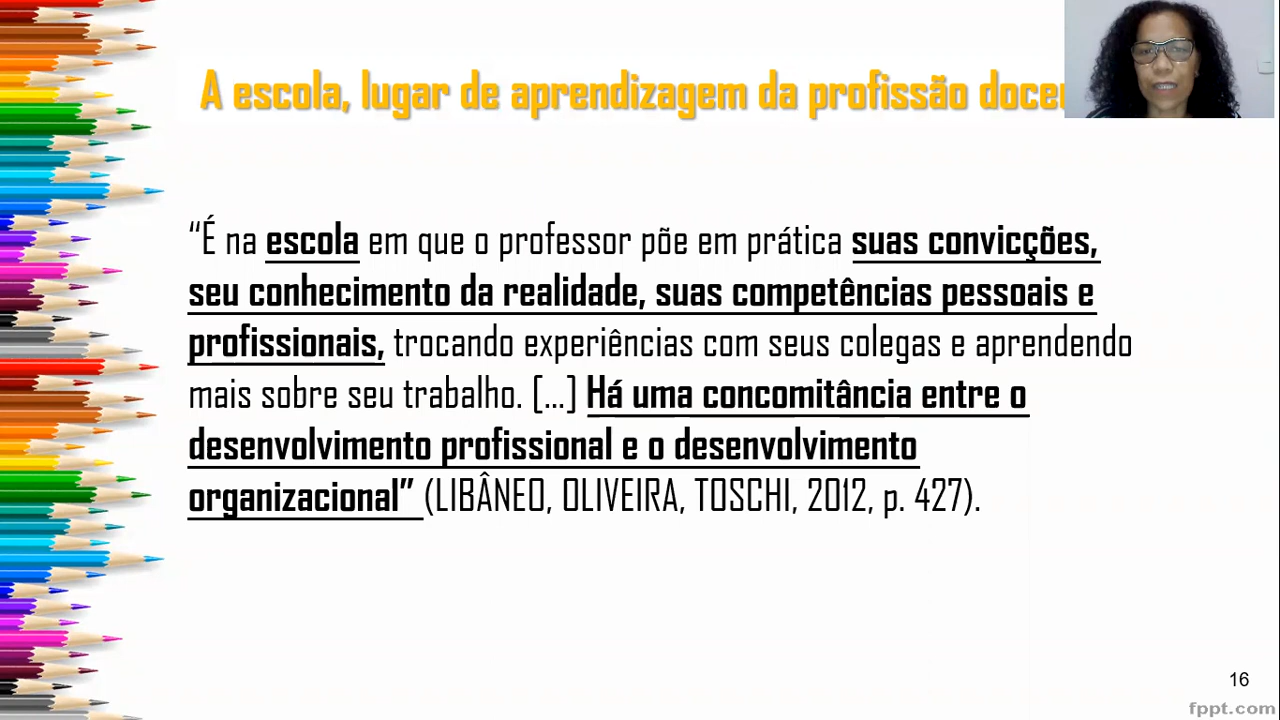 A escola, lugar de aprendizagem da profissão
“É na escola em que o professor põe em prática suas convicções,
seu conhecimento da realidade, suas competências pessoais e
profissionais, trocando experiências com seus colegas e aprendendo
mais sobre seu trabalho. [...] Há uma concomitância entre o
desenvolvimento profissional e o desenvolvimento
organizacional” (LIBÂNEO, OLIVEIRA, TOSCHI, 2012, p. 427).
16
fppt.com